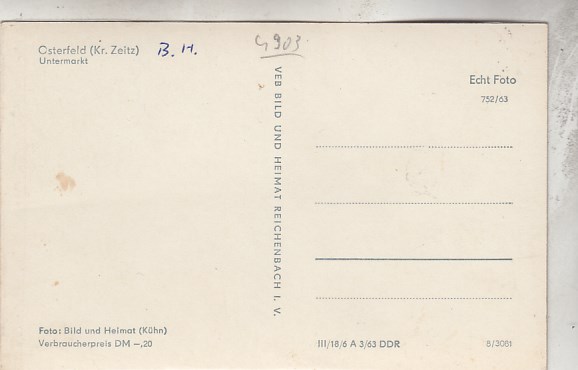 Osterfeld (Kr. Zeitz) B. H.
Untermarkt
4903
VEB BILD UND HEIMAT REICHENBACH I. V.
Echt Foto
752/63
Foto: Bild und Heimat (Kühn)
Verbraucherpreis DM –,20
III/18/6 A 3/63 DDR
8/3081